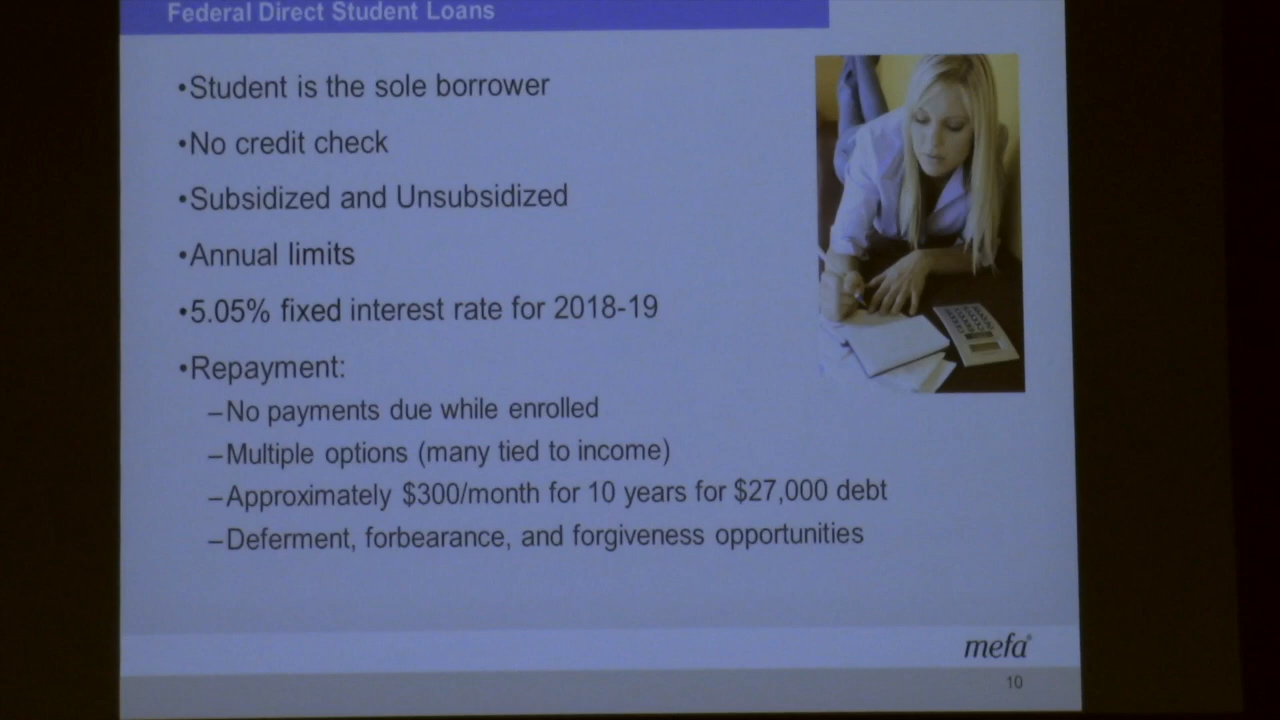 Federal Direct Student Loans
•Student is the sole borrower
•No credit check
•Subsidized and Unsubsidized
•Annual limits
•5.05% fixed interest rate for 2018-19
•Repayment:
–No payments due while enrolled
–Multiple options (many tied to income)
–Approximately $300/month for 10 years for $27,000 debt
–Deferment, forbearance, and forgiveness opportunities
mefa®
10